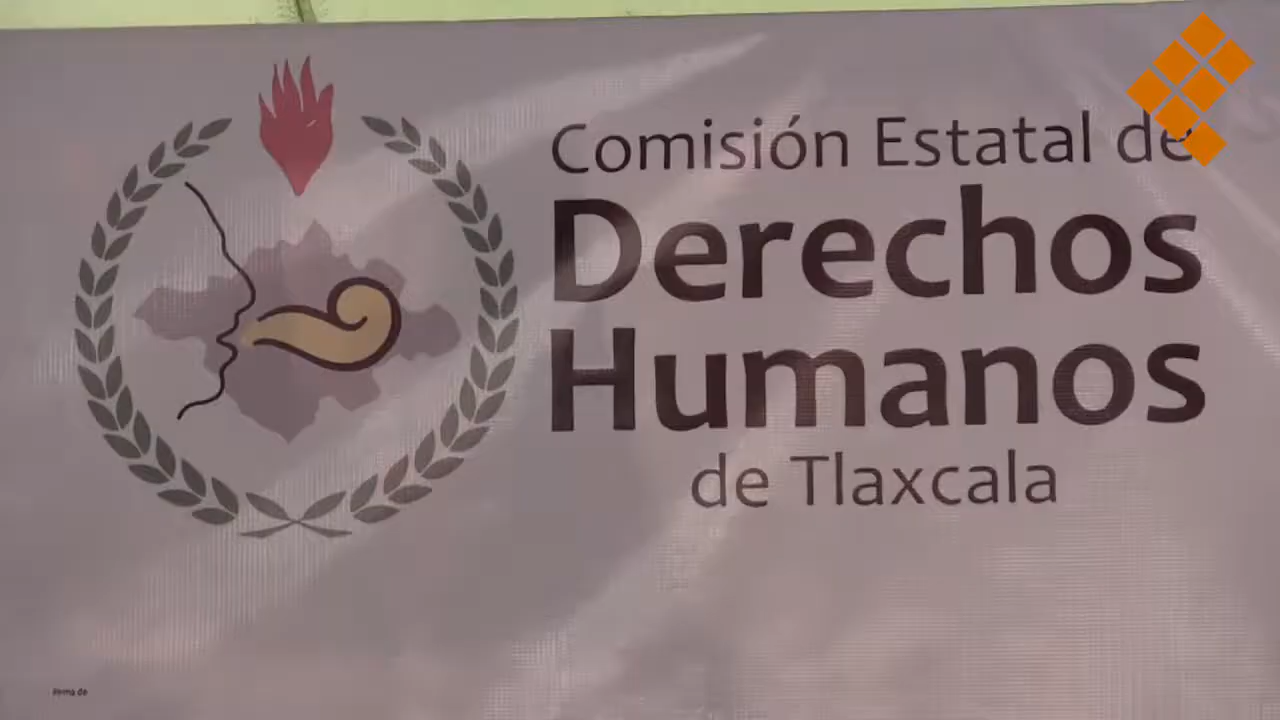 Comisión Estatal de
Derechos
Humanos
de Tlaxcala